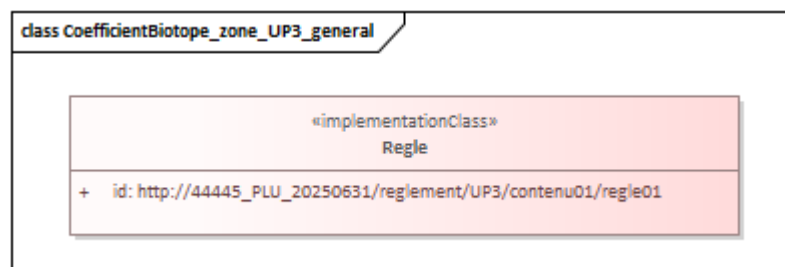 class CoefficientBiotope_zone_UP3_general
«implementationClass»
Regle
+ id: http://44445_PLU_20250631/reglement/UP3/contenu01/regle01